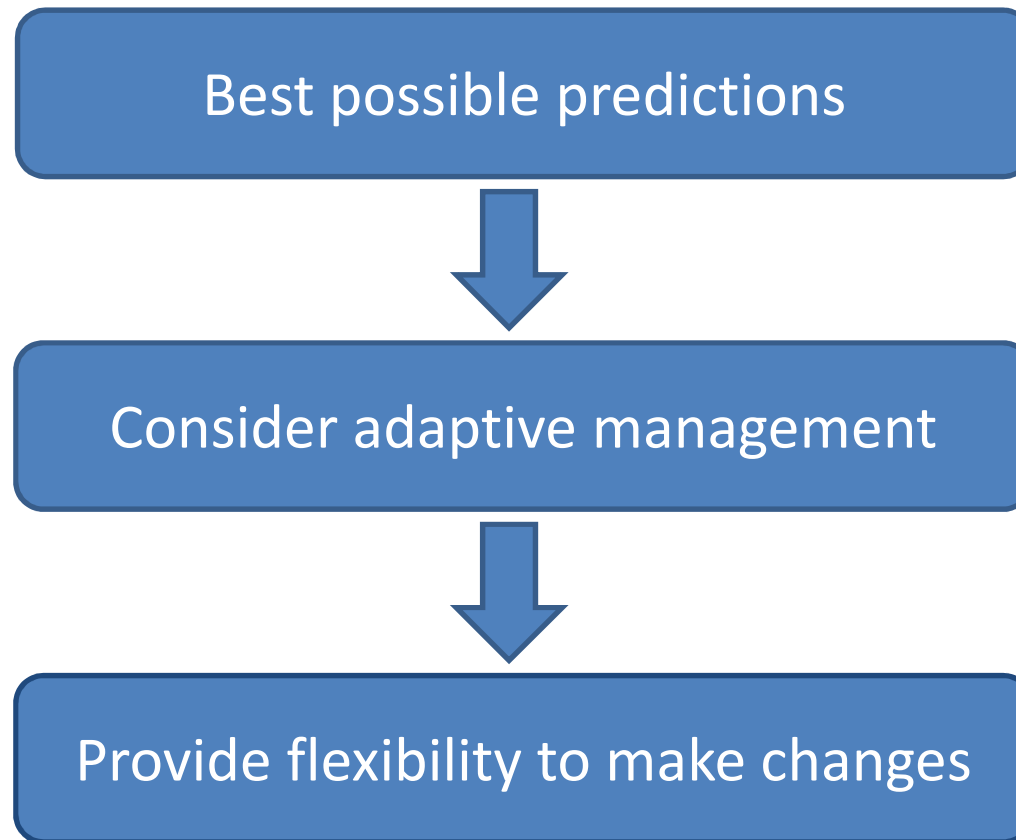 Best possible predictions
Consider adaptive management
Provide flexibility to make changes